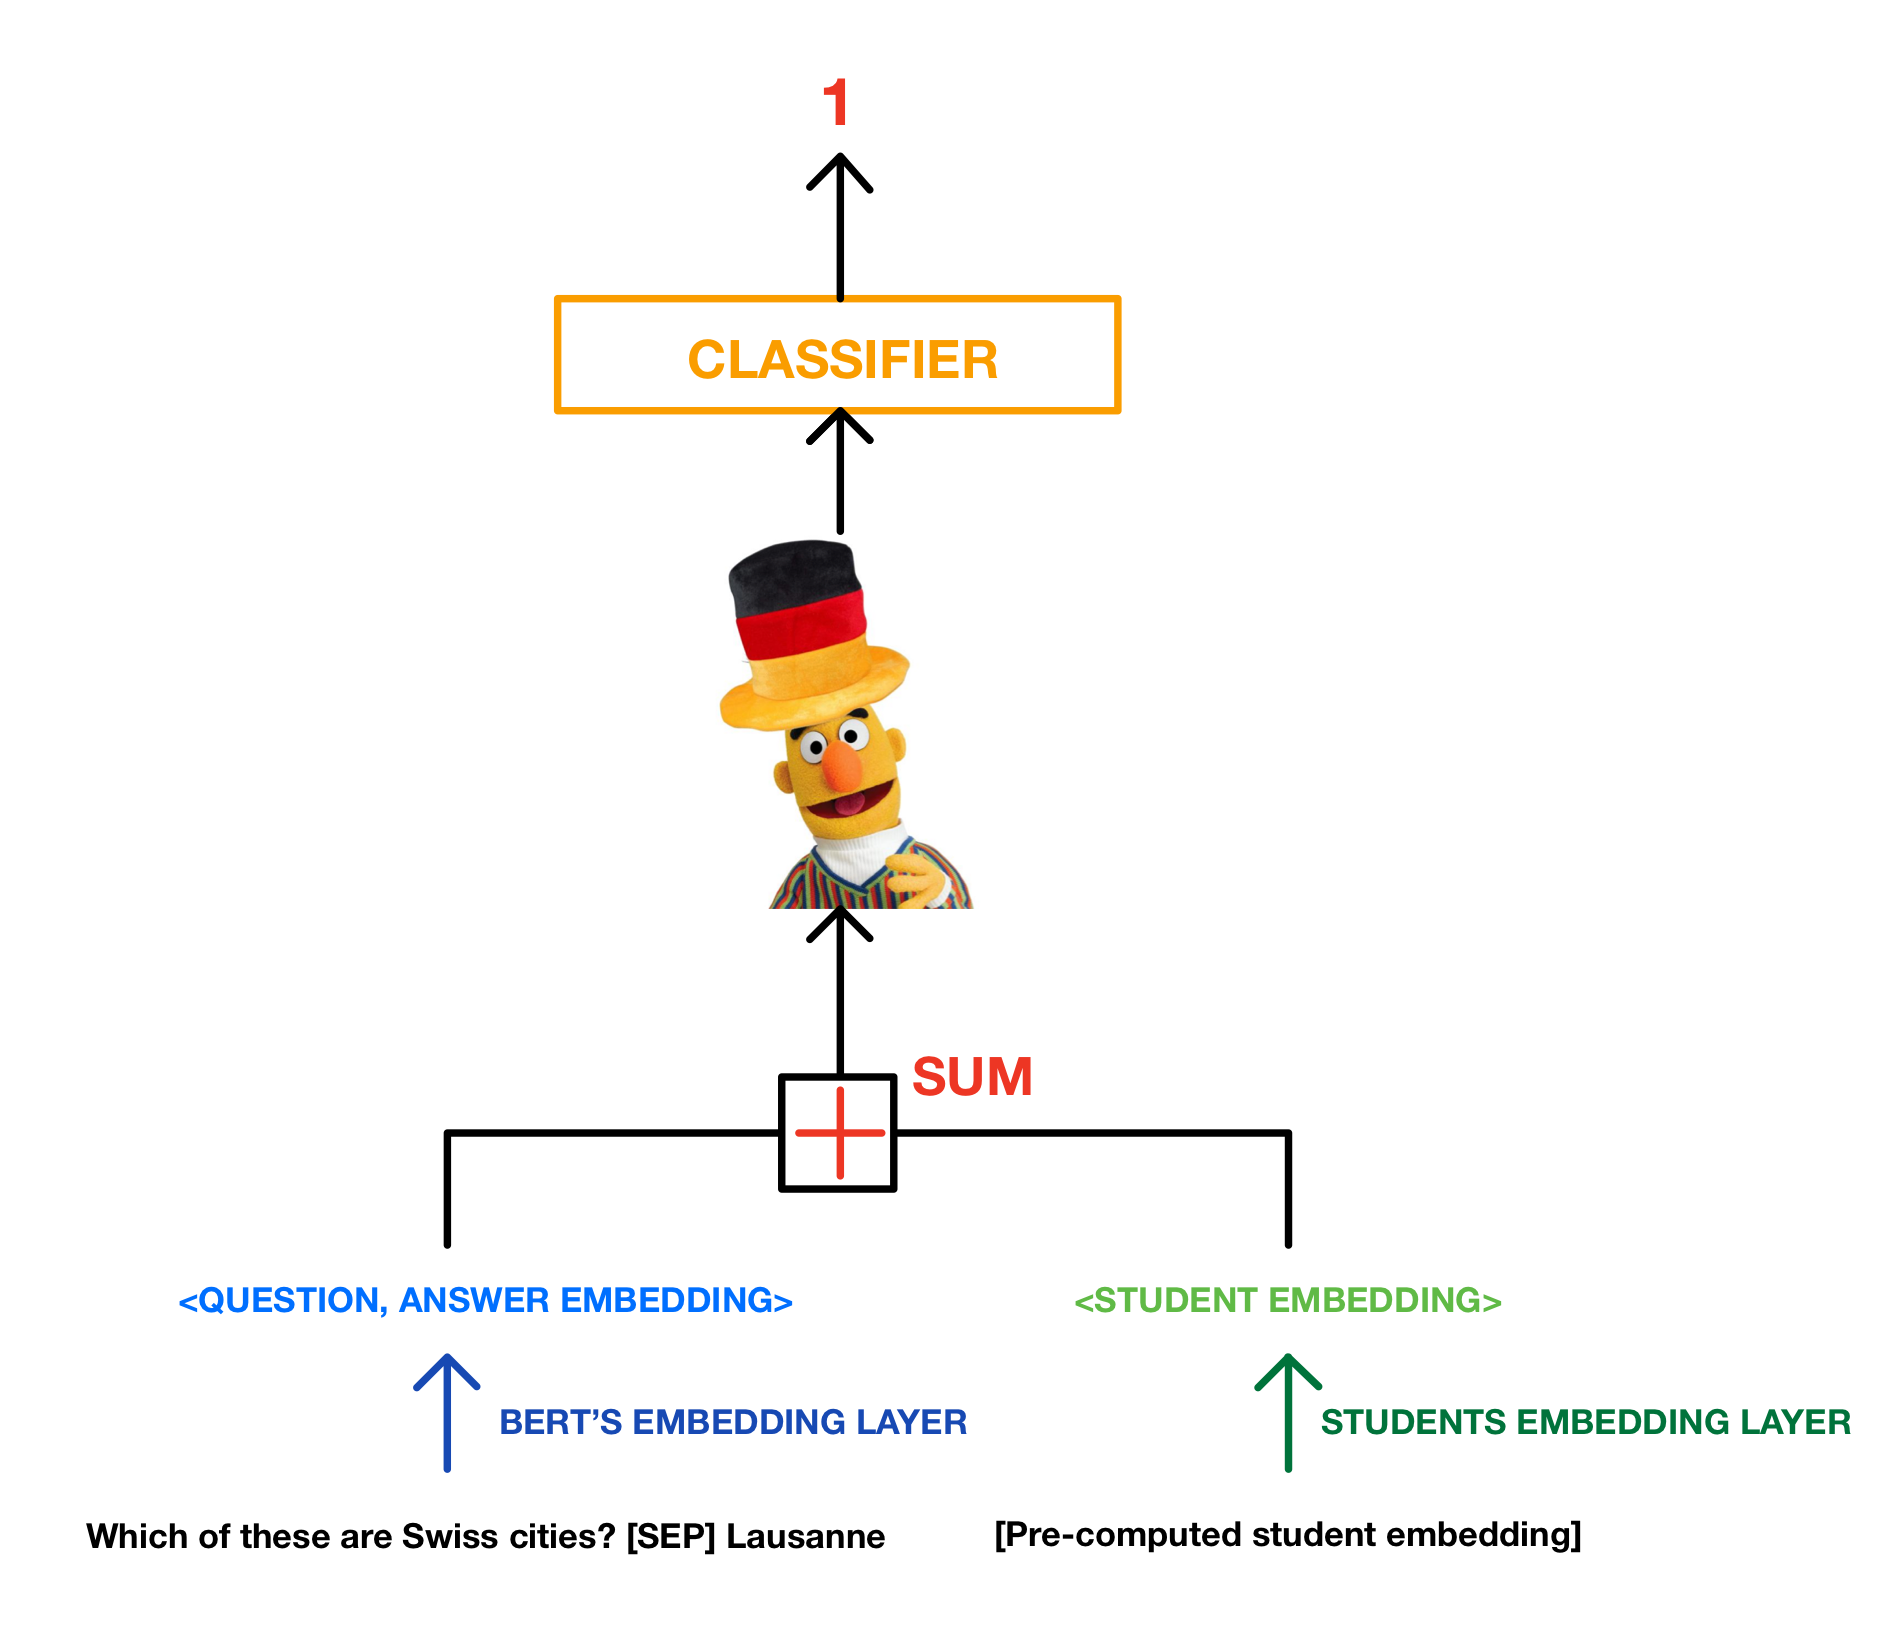 1
CLASSIFIER
SUM
<QUESTION, ANSWER EMBEDDING>
<STUDENT EMBEDDING>
BERT’S EMBEDDING LAYER
STUDENTS EMBEDDING LAYER
Which of these are Swiss cities? [SEP] Lausanne
[Pre-computed student embedding]